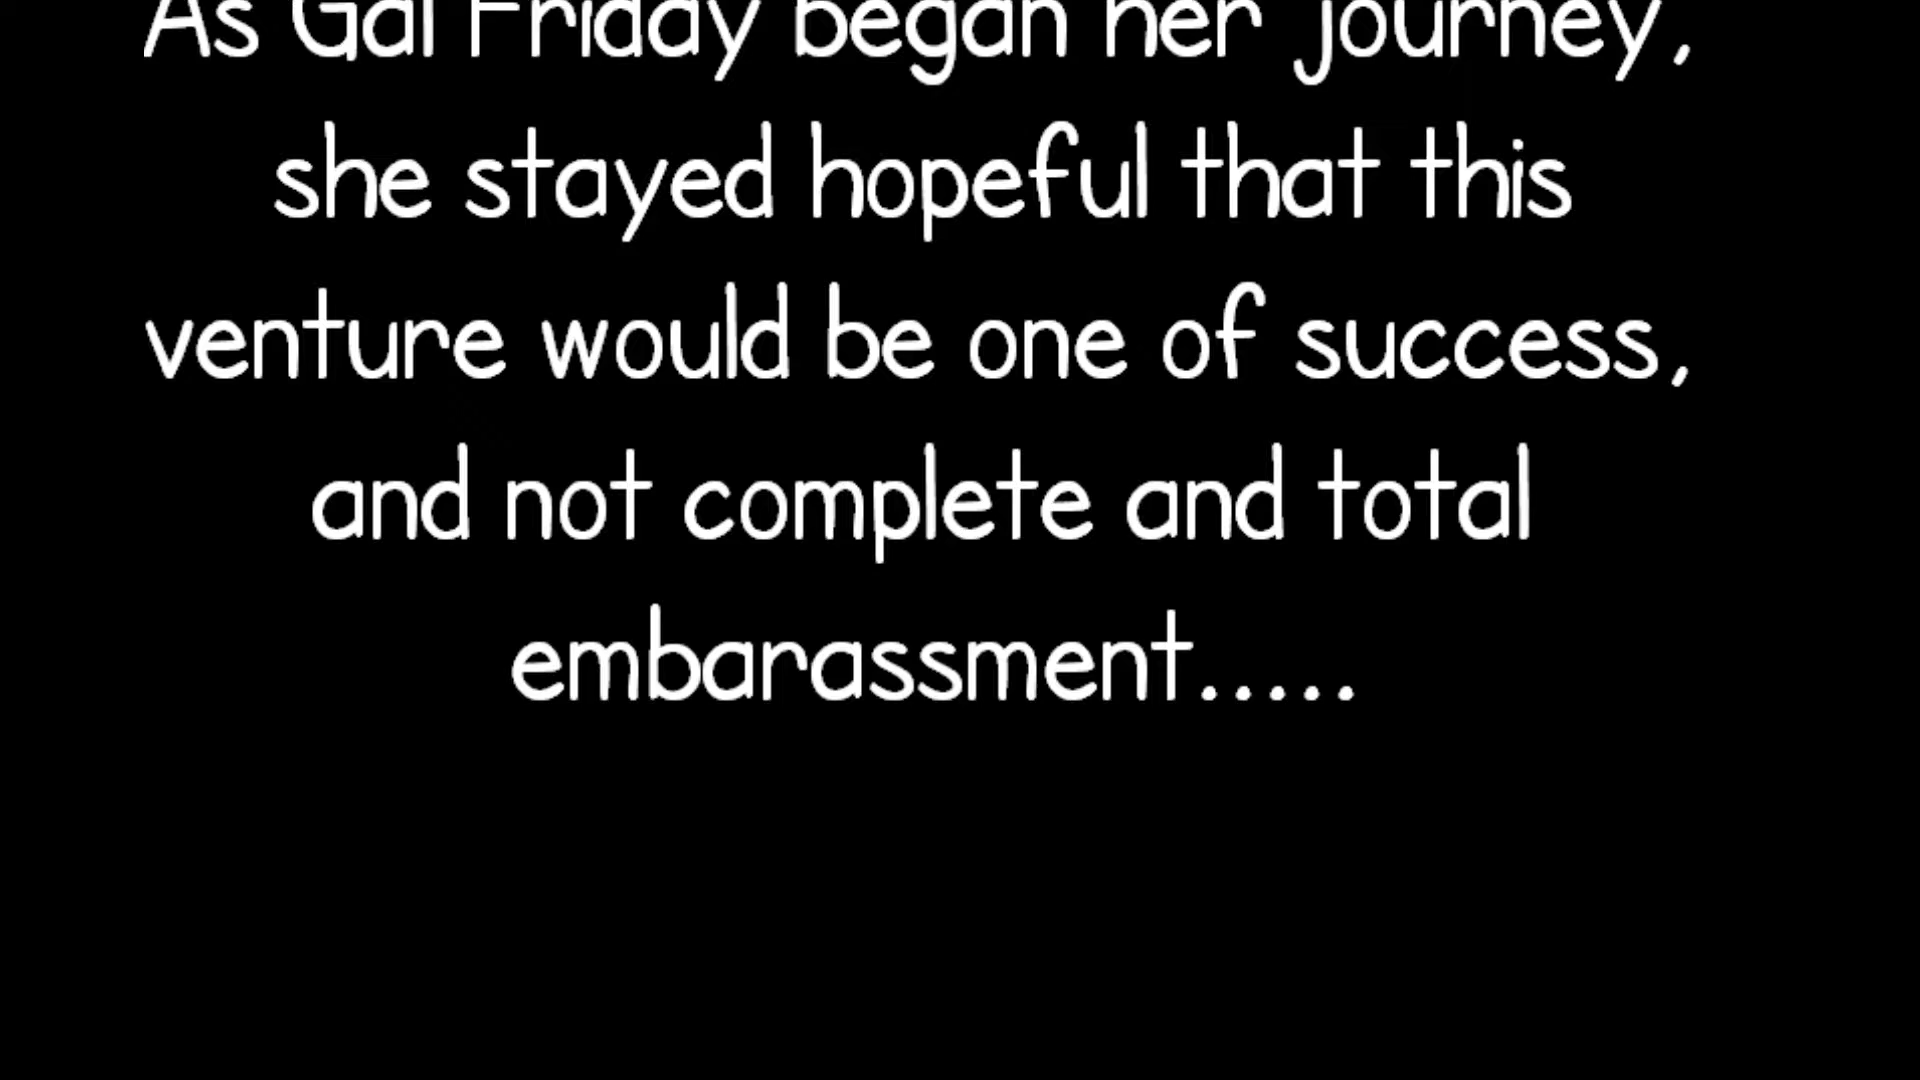 As Gal Friday began her journey,
she stayed hopeful that this
venture would be one of success,
and not complete and total
embarassment.....